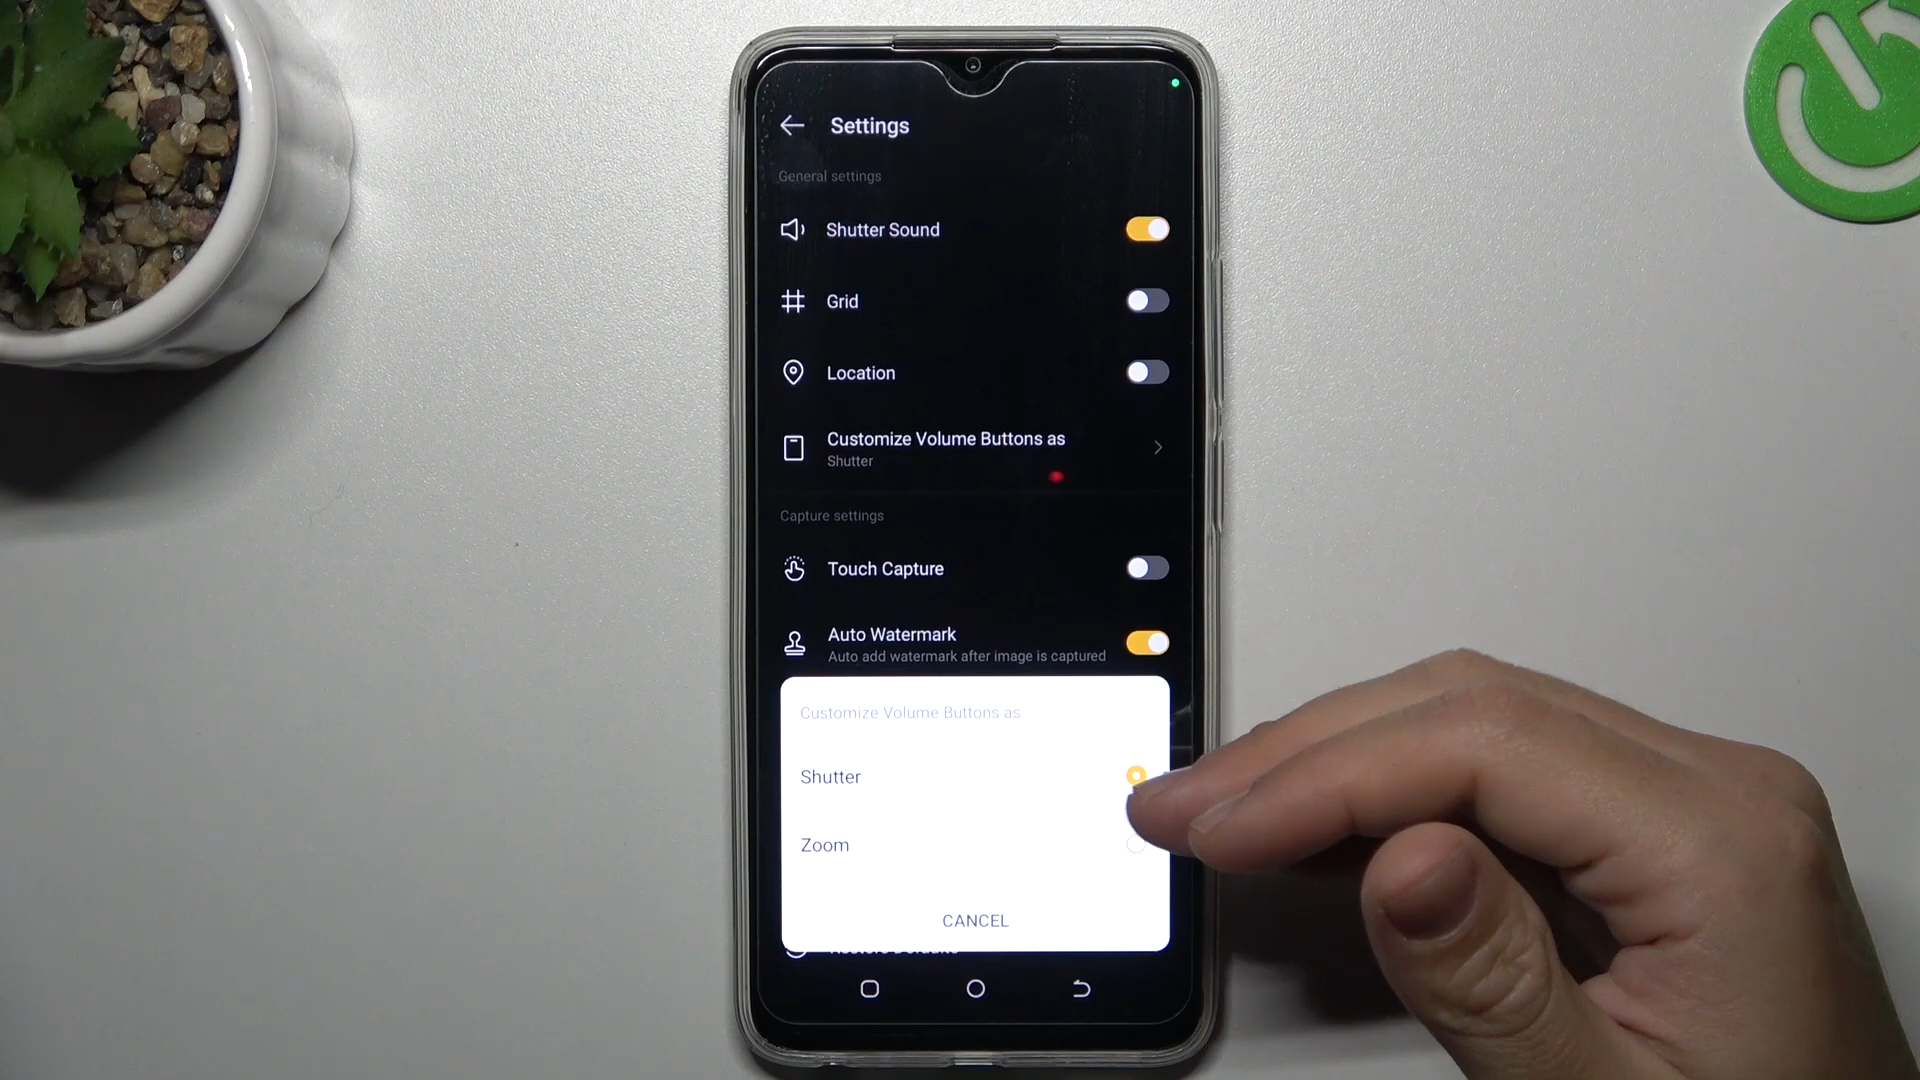 Settings
General settings
Shutter Sound
Grid
Location
Customize Volume Buttons as
Shutter
Capture settings
Touch Capture
Auto Watermark
Auto add watermark after image is captured
Customize Volume Buttons as
Shutter
Zoom
CANCEL